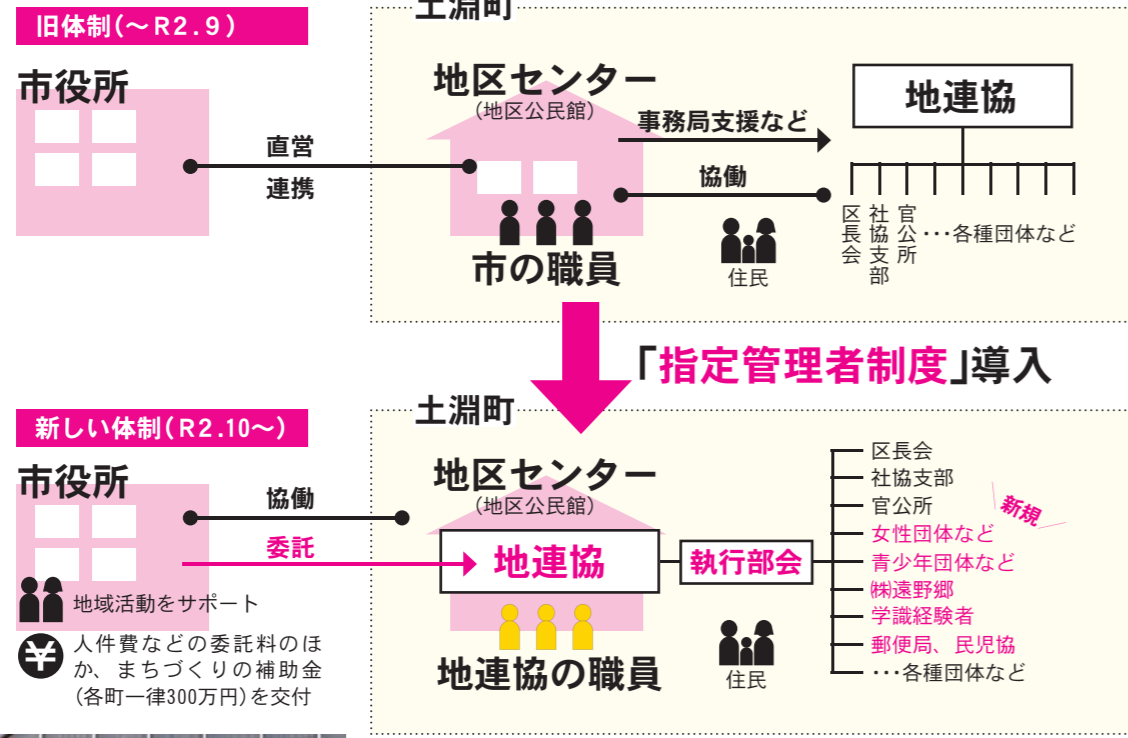 旧体制(～R2.9)
土淵町
市役所
直営
連携
地区センター
(地区公民館)
市の職員
事務局支援など
協働
住民
地連協
区長会
社協支部
官公所
･･･各種団体など
「指定管理者制度」導入
新しい体制(R2.10～)
土淵町
市役所
協働
委託
地域活動をサポート
¥
人件費などの委託料のほ
か、まちづくりの補助金
(各町一律300万円)を交付
地区センター
(地区公民館)
地連協
地連協の職員
執行部会
住民
区長会
社協支部
官公所
新規
女性団体など
青少年団体など
㈱遠野郷
学識経験者
郵便局、民児協
･･･各種団体など